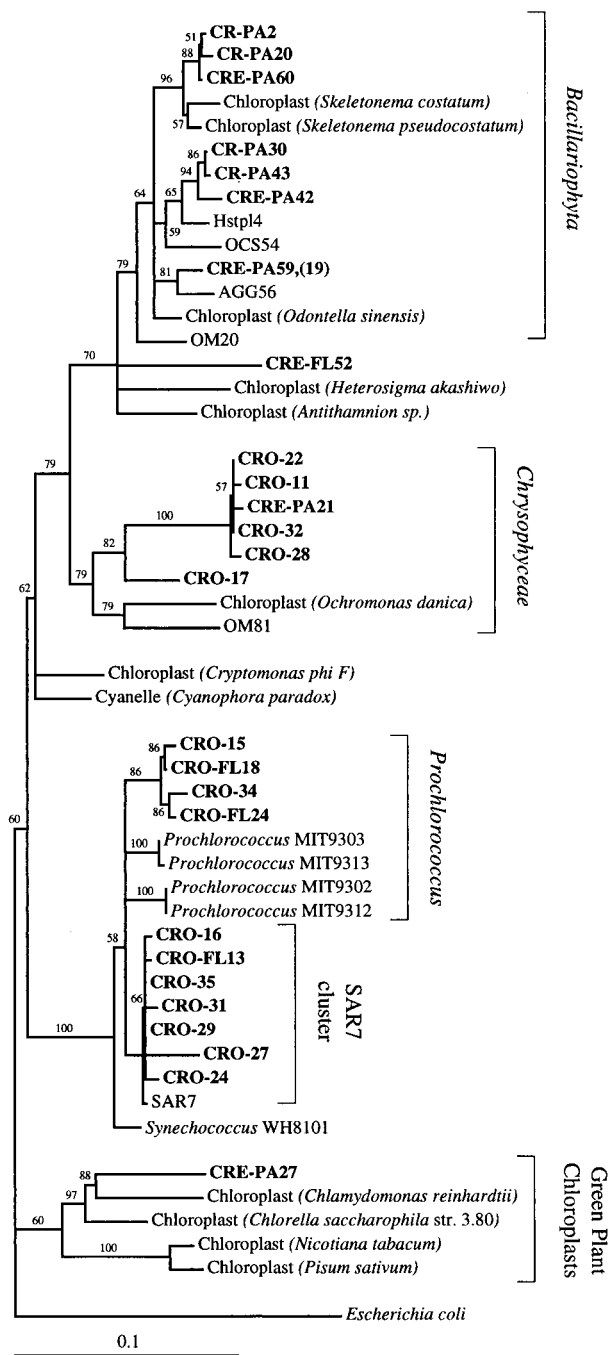 51
CR-PA2
88
CR-PA20
CRE-PA60
96
Chloroplast (Skeletonema costatum)
57
Chloroplast (Skeletonema pseudocostatum)
Bacillariophyta
86
CR-PA30
94
CR-PA43
64
65
CRE-PA42
Hstpl4
59
OCS54
79
81
CRE-PA59,(19)
AGG56
Chloroplast (Odontella sinensis)
OM20
70
CRE-FL52
Chloroplast (Heterosigma akashiwo)
Chloroplast (Antithamnion sp.)
79
CRO-22
57
CRO-11
CRE-PA21
100
CRO-32
82
CRO-28
79
CRO-17
79
Chloroplast (Ochromonas danica)
OM81
Chrysophyceae
62
Chloroplast (Cryptomonas phi F)
Cyanelle (Cyanophora paradox)
86
CRO-15
86
CRO-FL18
CRO-34
86
CRO-FL24
60
100
Prochlorococcus MIT9303
Prochlorococcus MIT9313
100
Prochlorococcus MIT9302
Prochlorococcus MIT9312
Prochlorococcus
58
CRO-16
CRO-FL13
CRO-35
66
CRO-31
CRO-29
100
CRO-27
CRO-24
SAR7
SAR7
cluster
Synechococcus WH8101
88
CRE-PA27
97
Chloroplast (Chlamydomonas reinhardtii)
60
Chloroplast (Chlorella saccharophila str. 3.80)
100
Chloroplast (Nicotiana tabacum)
Chloroplast (Pisum sativum)
Green Plant
Chloroplasts
Escherichia coli
0.1